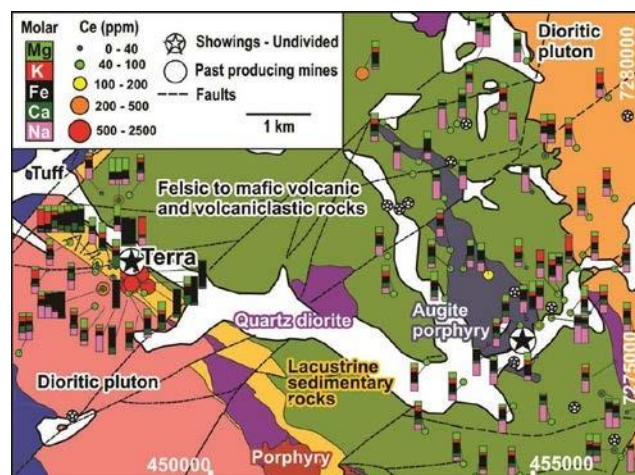 Molar
Mg
K
Fe
Ca
Na
Ce (ppm)
0 - 40
40 - 100
100 - 200
200 - 500
500 - 2500
Showings - Undivided
Past producing mines
Faults
1 km
Dioritic
pluton
7280000
Tuff
Felsic to mafic volcanic
and volcaniclastic rocks
Terra
Quartz diorite
Augite
porphyry
Lacustrine
sedimentary
rocks
Dioritic pluton
7275000
450000
Porphyry
455000